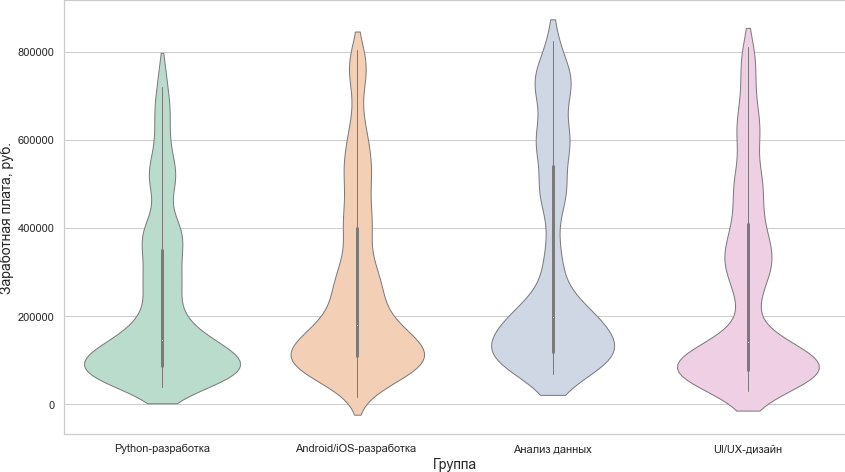 800000
600000
400000
200000
0
Заработная плата, руб.
Python-разработка
Android/iOS-разработка
Анализ данных
UI/UX-дизайн
Группа